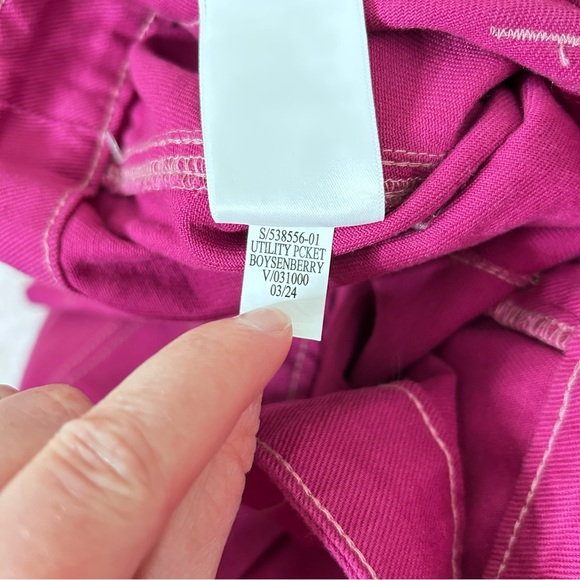 S/538556-01
UTILITY PCKET
BOYSENBERRY
V/031000
03/24